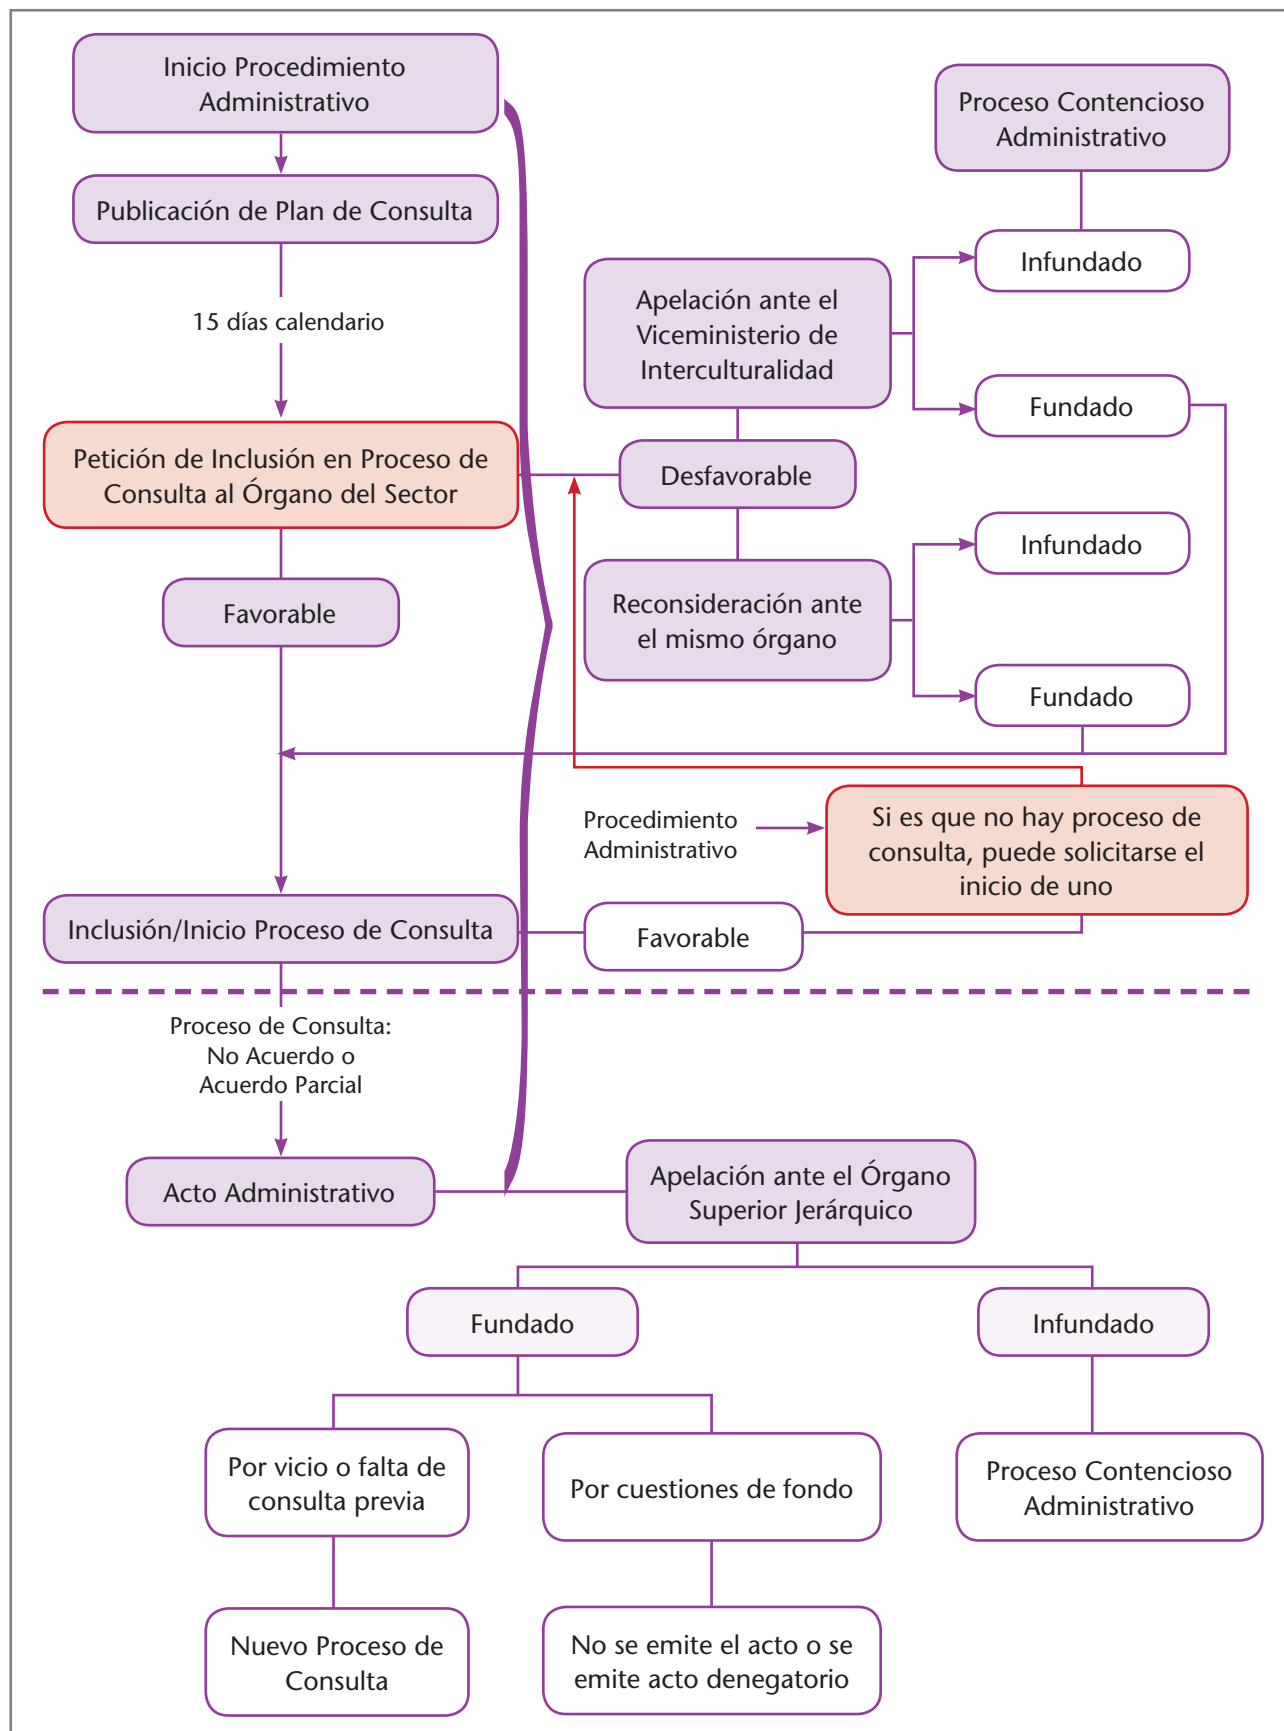 Inicio Procedimiento
Administrativo
Proceso Contencioso
Administrativo
Publicación de Plan de Consulta
Infundado
Apelación ante el
Viceministerio de
Interculturalidad
15 días calendario
Fundado
Petición de Inclusión en Proceso de
Consulta al Órgano del Sector
Desfavorable
Infundado
Favorable
Reconsideración ante
el mismo órgano
Fundado
Procedimiento
Administrativo
Si es que no hay proceso de
consulta, puede solicitarse el
inicio de uno
Inclusión/Inicio Proceso de Consulta
Favorable
Proceso de Consulta:
No Acuerdo o
Acuerdo Parcial
Acto Administrativo
Apelación ante el Órgano
Superior Jerárquico
Fundado
Infundado
Por vicio o falta de
consulta previa
Por cuestiones de fondo
Proceso Contencioso
Administrativo
Nuevo Proceso de
Consulta
No se emite el acto o se
emite acto denegatorio